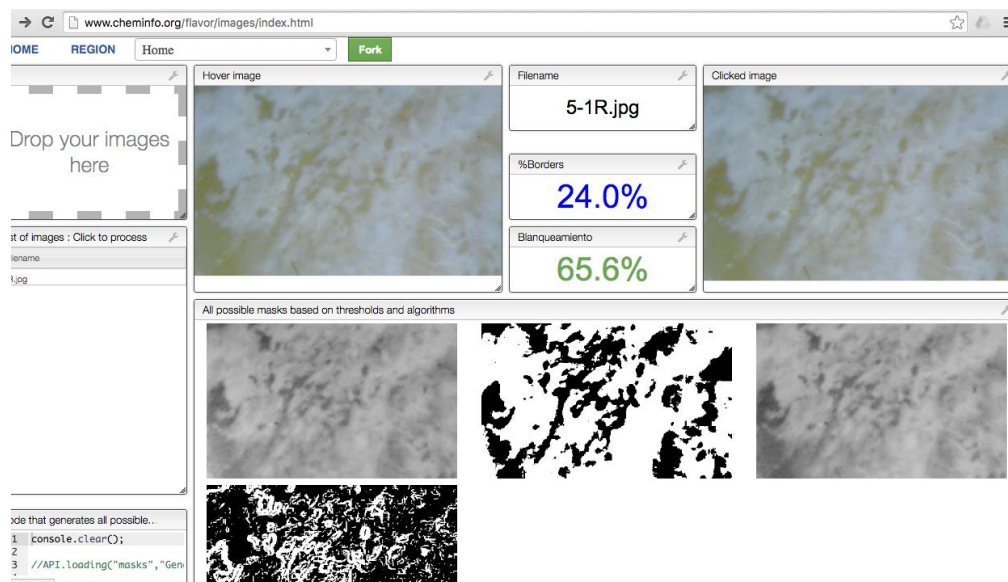 www.cheminfo.org/flavor/images/index.html
HOME REGION Home Fork
Drop your images
here
Hover image
Filename
5-1R.jpg
Clicked image
%Borders
24.0%
Blanqueamiento
65.6%
st of images : Click to process
lename
R.jpg
All possible masks based on thresholds and algorithms
ode that generates all possible...
1 console.clear();
2
3 //API.loading("masks","Gen